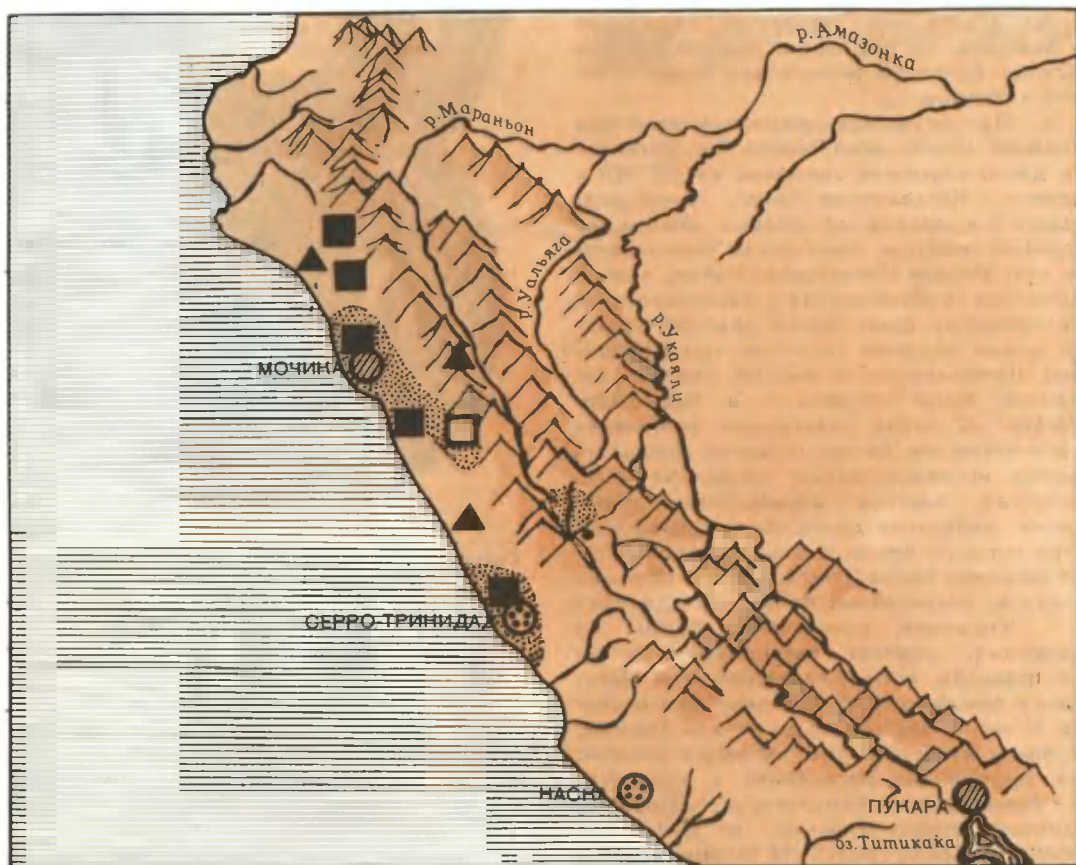 р. Амазонка
р. Мараньон
р. Уальяга
р. Укаяли
МОЧИКА
СЕРРО-ТРИНИДАД
НАСКА
ПУКАРА
оз. Титикака